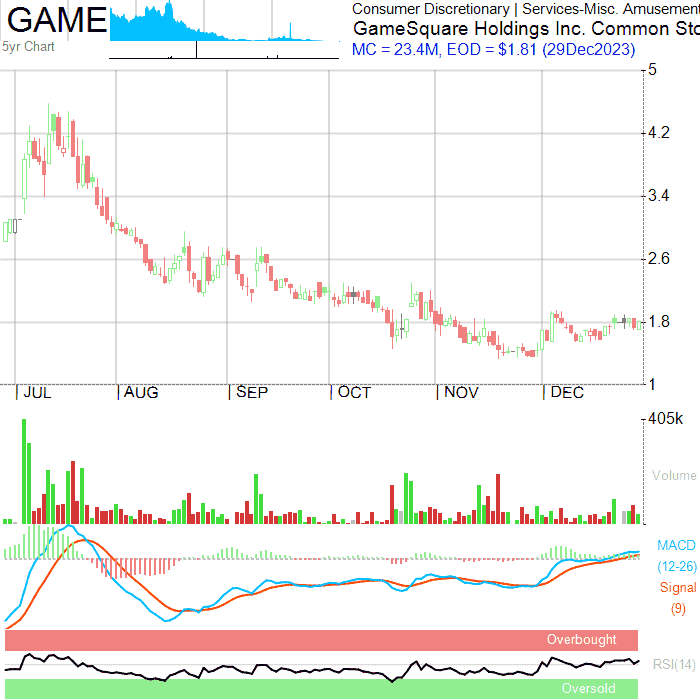 GAME
5yr Chart
Consumer Discretionary | Services-Misc. Amusement
GameSquare Holdings Inc. Common Sto
MC = 23.4M, EOD = $1.81 (29Dec2023)
5
4.2
3.4
2.6
1.8
1
JUL AUG SEP OCT NOV DEC
405k
Volume
MACD
(12-26)
Signal
(9)
Overbought
RSI(14)
Oversold